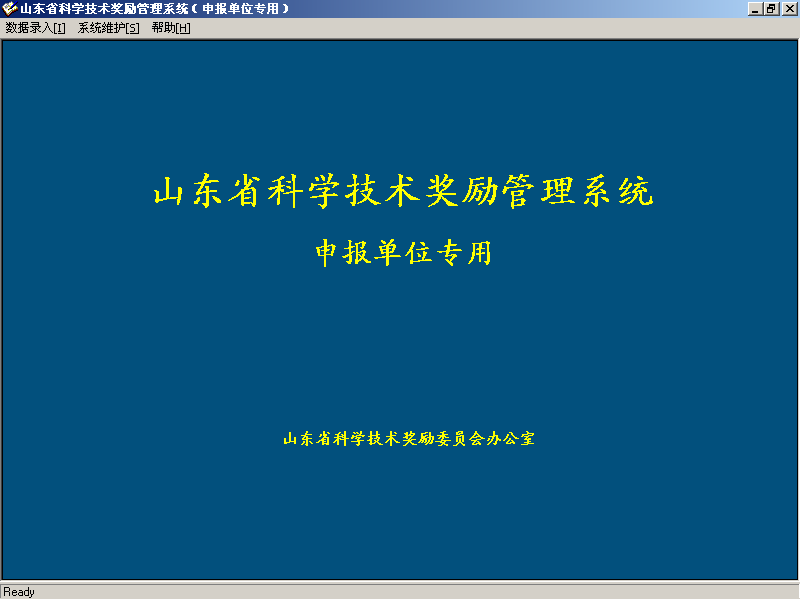 山东省科学技术奖励管理系统（申报单位专用）
数据录入[I] 系统维护[S] 帮助[H]
山东省科学技术奖励管理系统
申报单位专用
山东省科学技术奖励委员会办公室
Ready